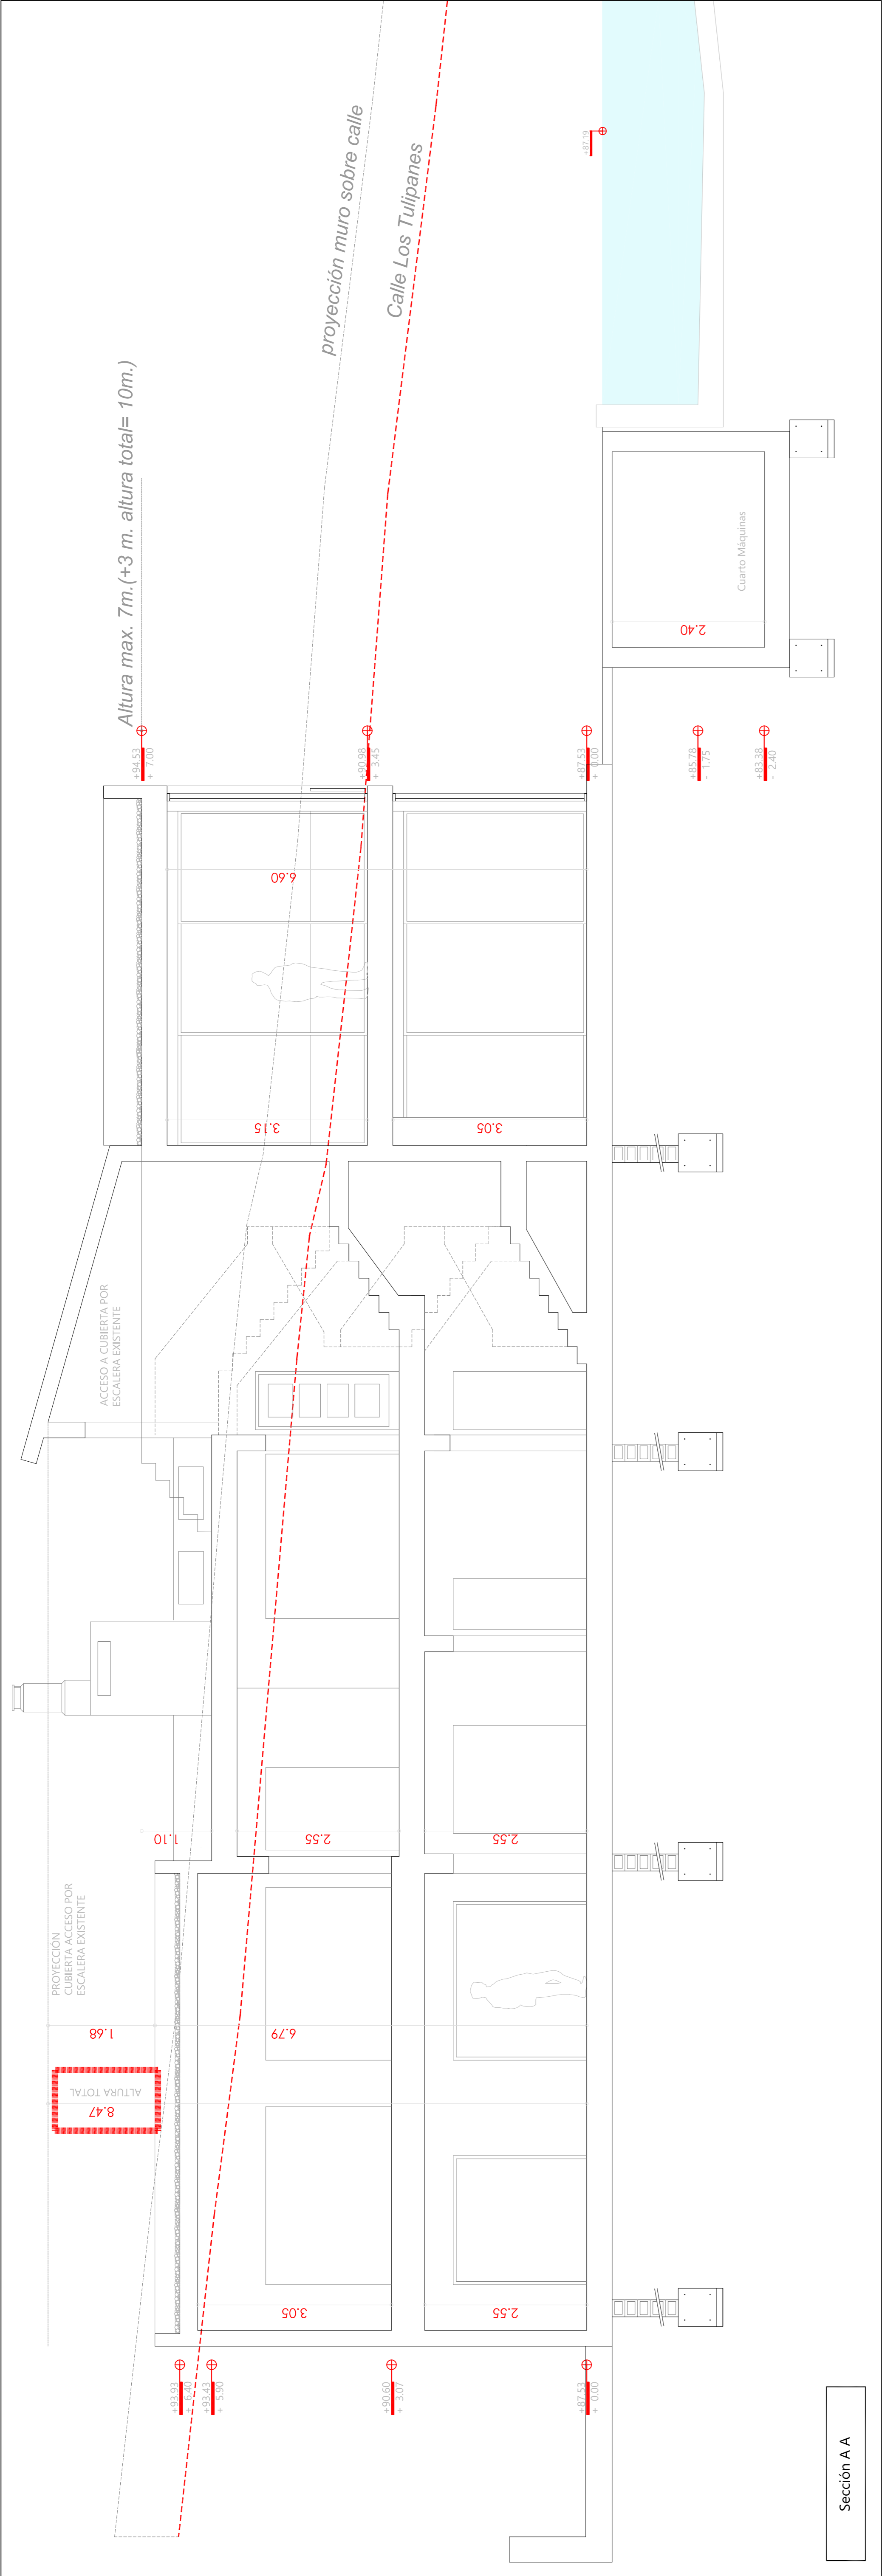 Altura max. 7m.(+3 m. altura total= 10m.)
proyección muro sobre calle
Calle Los Tulipanes
PROYECCIÓN
CUBIERTA ACCESO POR
ESCALERA EXISTENTE
ACCESO A CUBIERTA POR
ESCALERA EXISTENTE
ALTURA TOTAL
8.47
1.68
6.79
1.10
2.55
2.55
3.05
2.55
3.15
3.05
6.60
2.40
Cuarto Máquinas
+93.93
+ 6.40
+93.43
+ 5.90
+90.60
+ 3.07
+87.53
+ 0.00
+94.53
+ 7.00
+90.98
+ 3.45
+87.53
+ 0.00
+85.78
- 1.75
+83.38
- 2.40
+87.19
Sección A A